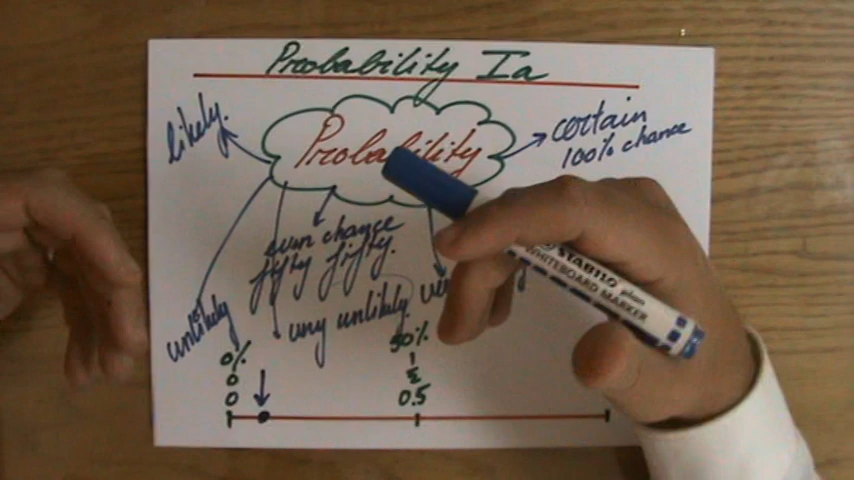 Probability Ia
likely.
Probability
certain
100% chance
even chance
fifty fifty.
unlikely
very unlikely.
0%
0
0
50%
1
2
0.5
STABILO plan
WHITEBOARD MARKER